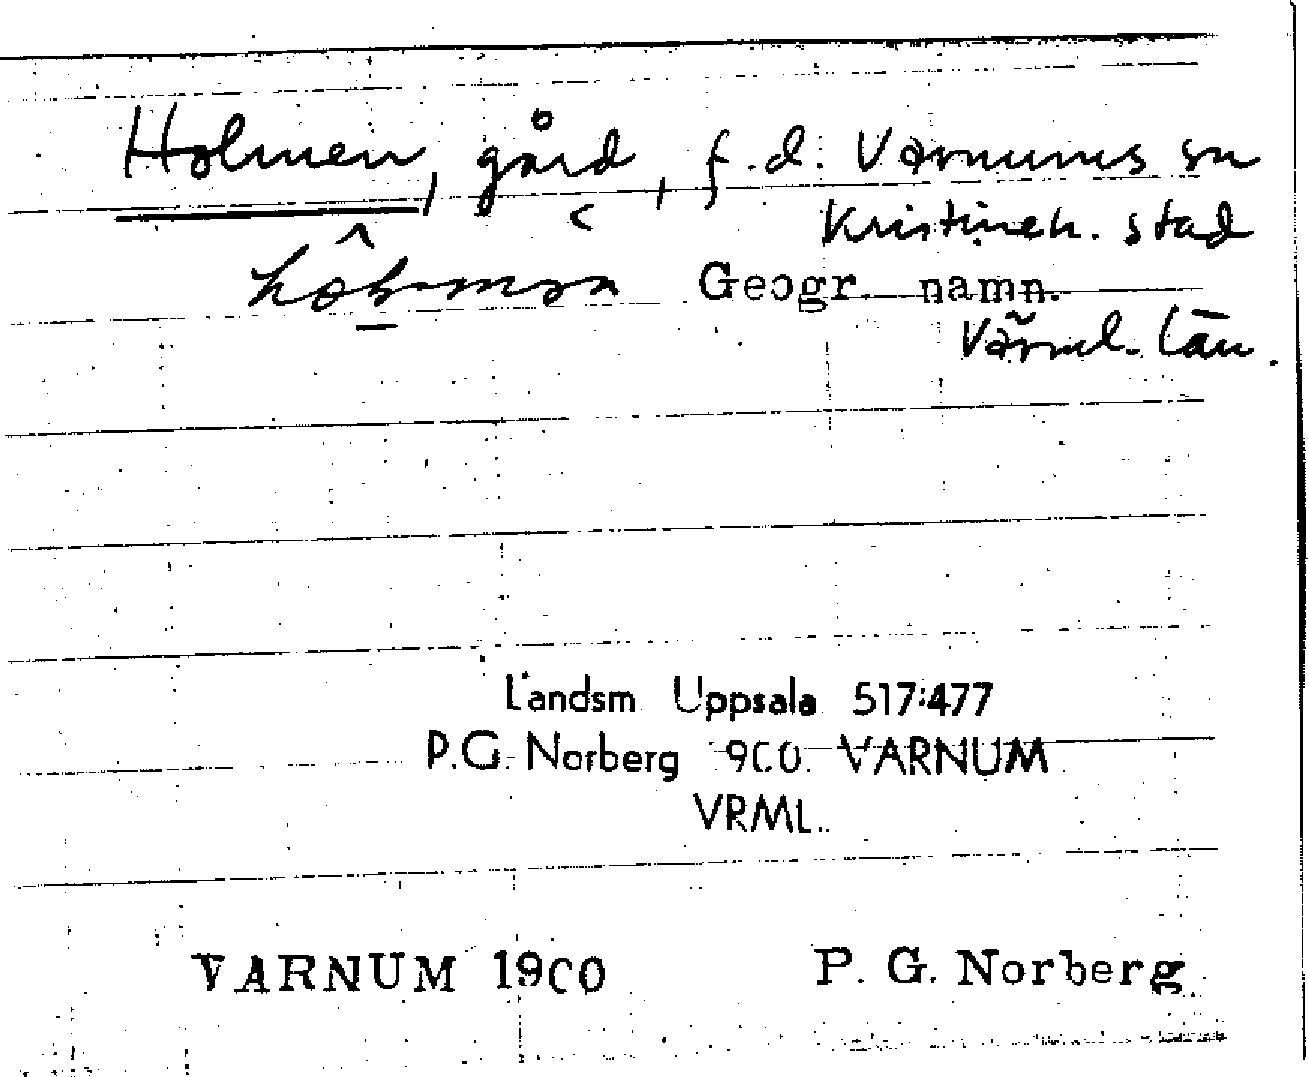 Holmen, gård, f.d. Varnums sn
Kristineh. stad
Geogr. namn.
Värml. län.
Landsm Uppsala 517:477
P.G. Norberg 1900 VARNUM
VRML.
VARNUM 1900 P. G. Norberg